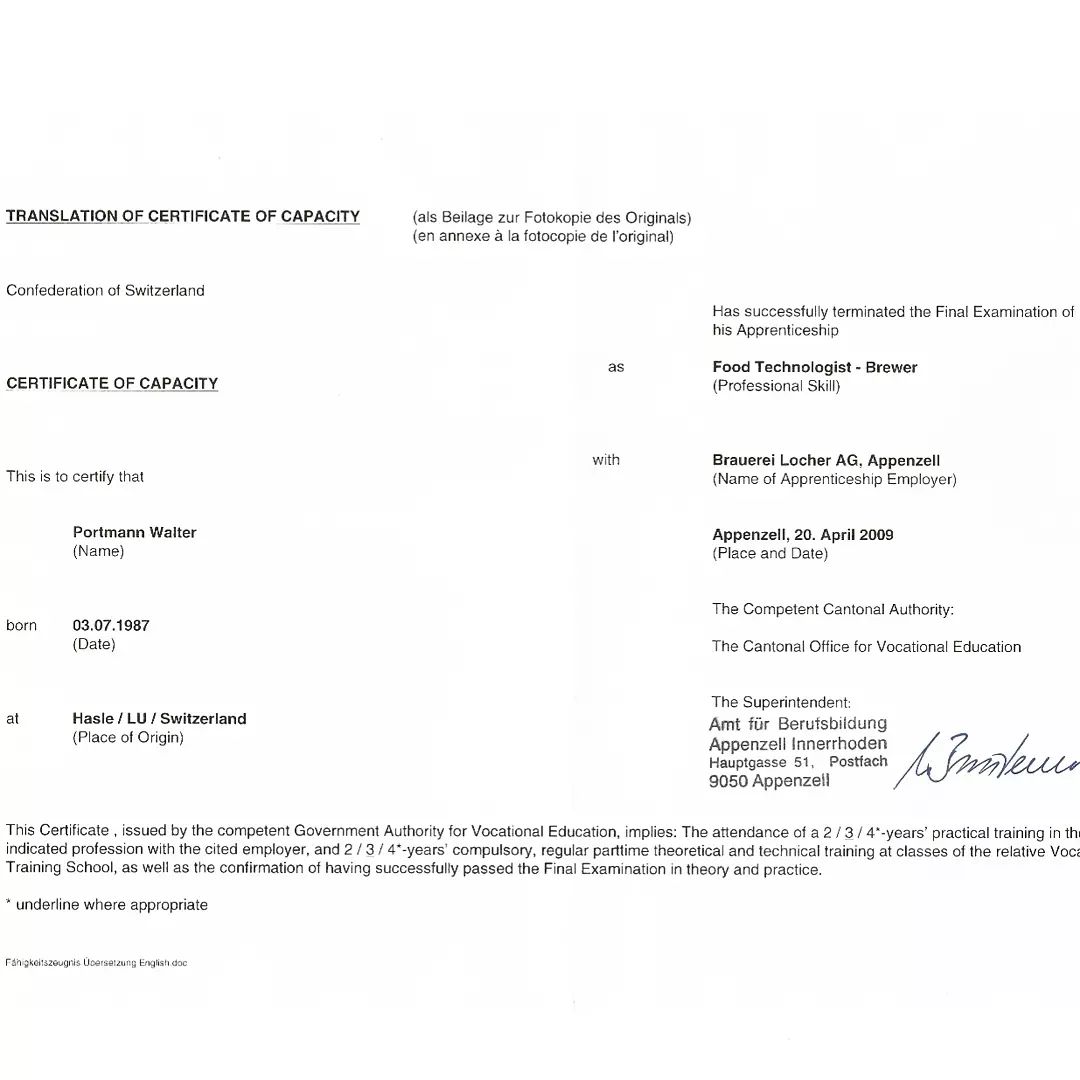 TRANSLATION OF CERTIFICATE OF CAPACITY
(als Beilage zur Fotokopie des Originals)
(en annexe à la fotocopie de l'original)
Confederation of Switzerland
CERTIFICATE OF CAPACITY
This is to certify that
Portmann Walter
(Name)
born 03.07.1987
(Date)
at Hasle / LU / Switzerland
(Place of Origin)
Has successfully terminated the Final Examination of
his Apprenticeship
as Food Technologist - Brewer
(Professional Skill)
with Brauerei Locher AG, Appenzell
(Name of Apprenticeship Employer)
Appenzell, 20. April 2009
(Place and Date)
The Competent Cantonal Authority:
The Cantonal Office for Vocational Education
The Superintendent:
Amt für Berufsbildung
Appenzell Innerrhoden
Hauptgasse 51, Postfach
9050 Appenzell
This Certificate , issued by the competent Government Authority for Vocational Education, implies: The attendance of a 2 / 3 / 4*-years' practical training in the
indicated profession with the cited employer, and 2 / 3 / 4*-years' compulsory, regular parttime theoretical and technical training at classes of the relative Voca
Training School, as well as the confirmation of having successfully passed the Final Examination in theory and practice.
* underline where appropriate
Fähigkeitszeugnis Übersetzung English.doc